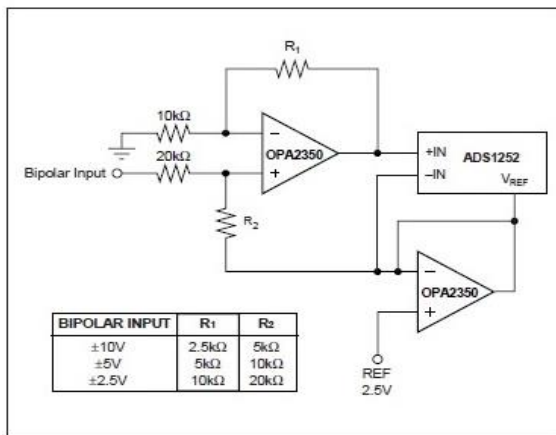 R1
10kΩ
20kΩ
Bipolar Input
−
+
OPA2350
R2
+IN
ADS1252
−IN
VREF
−
+
OPA2350
REF
2.5V
BIPOLAR INPUT R1 R2
±10V 2.5kΩ 5kΩ
±5V 5kΩ 10kΩ
±2.5V 10kΩ 20kΩ